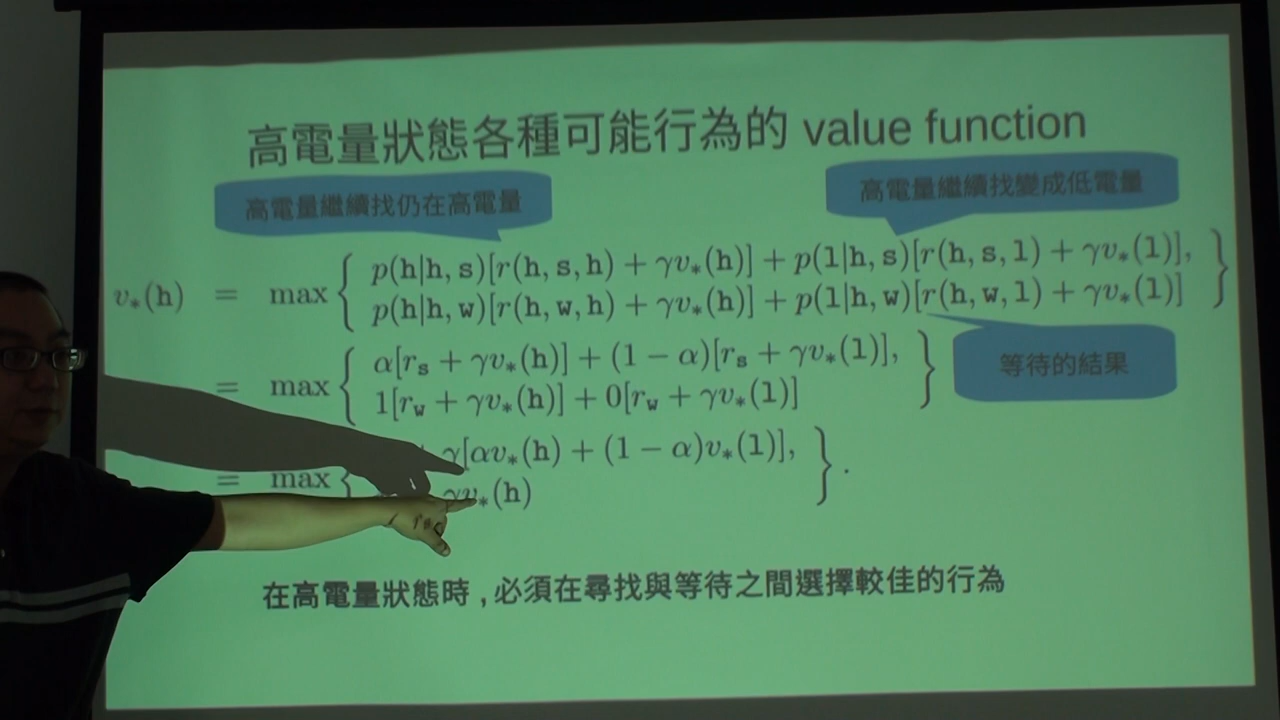 高電量狀態各種可能行為的 value function
高電量繼續找仍在高電量
高電量繼續找變成低電量
v∗(h) = max { p(h|h, s)[r(h, s, h) + γv∗(h)] + p(l|h, s)[r(h, s, l) + γv∗(l)],
p(h|h, w)[r(h, w, h) + γv∗(h)] + p(l|h, w)[r(h, w, l) + γv∗(l)] }
等待的結果
= max { α[rs + γv∗(h)] + (1 − α)[rs + γv∗(l)],
1[rw + γv∗(h)] + 0[rw + γv∗(l)] }
= max { γ[αv∗(h) + (1 − α)v∗(l)],
γv∗(h) } .
在高電量狀態時 , 必須在尋找與等待之間選擇較佳的行為